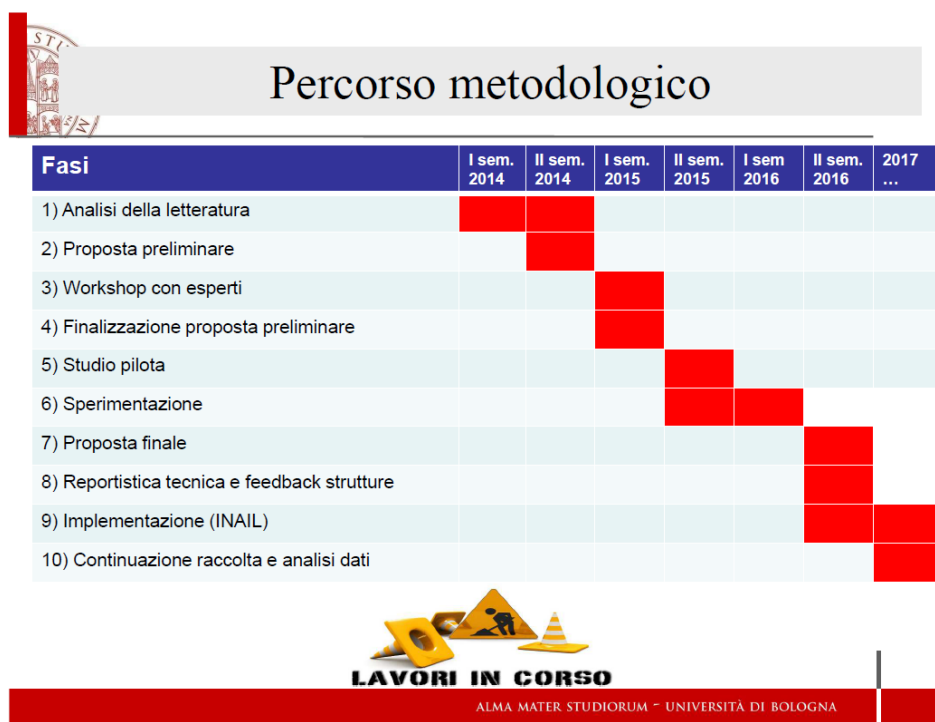 STU
Percorso metodologico
Fasi
I sem. 2014
II sem. 2014
I sem. 2015
II sem. 2015
I sem 2016
II sem. 2016
2017 ...
1) Analisi della letteratura
2) Proposta preliminare
3) Workshop con esperti
4) Finalizzazione proposta preliminare
5) Studio pilota
6) Sperimentazione
7) Proposta finale
8) Reportistica tecnica e feedback strutture
9) Implementazione (INAIL)
10) Continuazione raccolta e analisi dati
LAVORI IN CORSO
ALMA MATER STUDIORUM ~ UNIVERSITÀ DI BOLOGNA